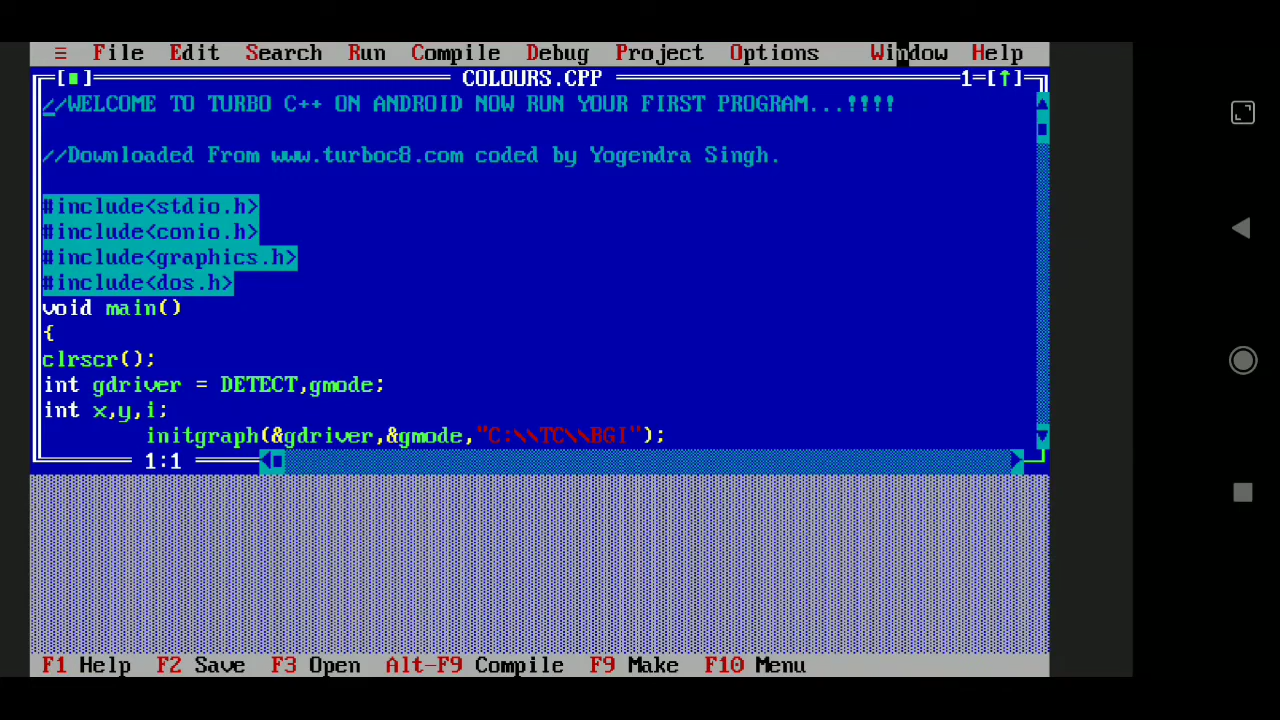 ≡ File Edit Search Run Compile Debug Project Options Window Help
[■] COLOURS.CPP 1=[↑]
//WELCOME TO TURBO C++ ON ANDROID NOW RUN YOUR FIRST PROGRAM...!!!!
//Downloaded From www.turboc8.com coded by Yogendra Singh.
#include<stdio.h>
#include<conio.h>
#include<graphics.h>
#include<dos.h>
void main()
{
clrscr();
int gdriver = DETECT,gmode;
int x,y,i;
initgraph(&gdriver,&gmode,"C:\\TC\\BGI");
1:1
F1 Help F2 Save F3 Open Alt-F9 Compile F9 Make F10 Menu